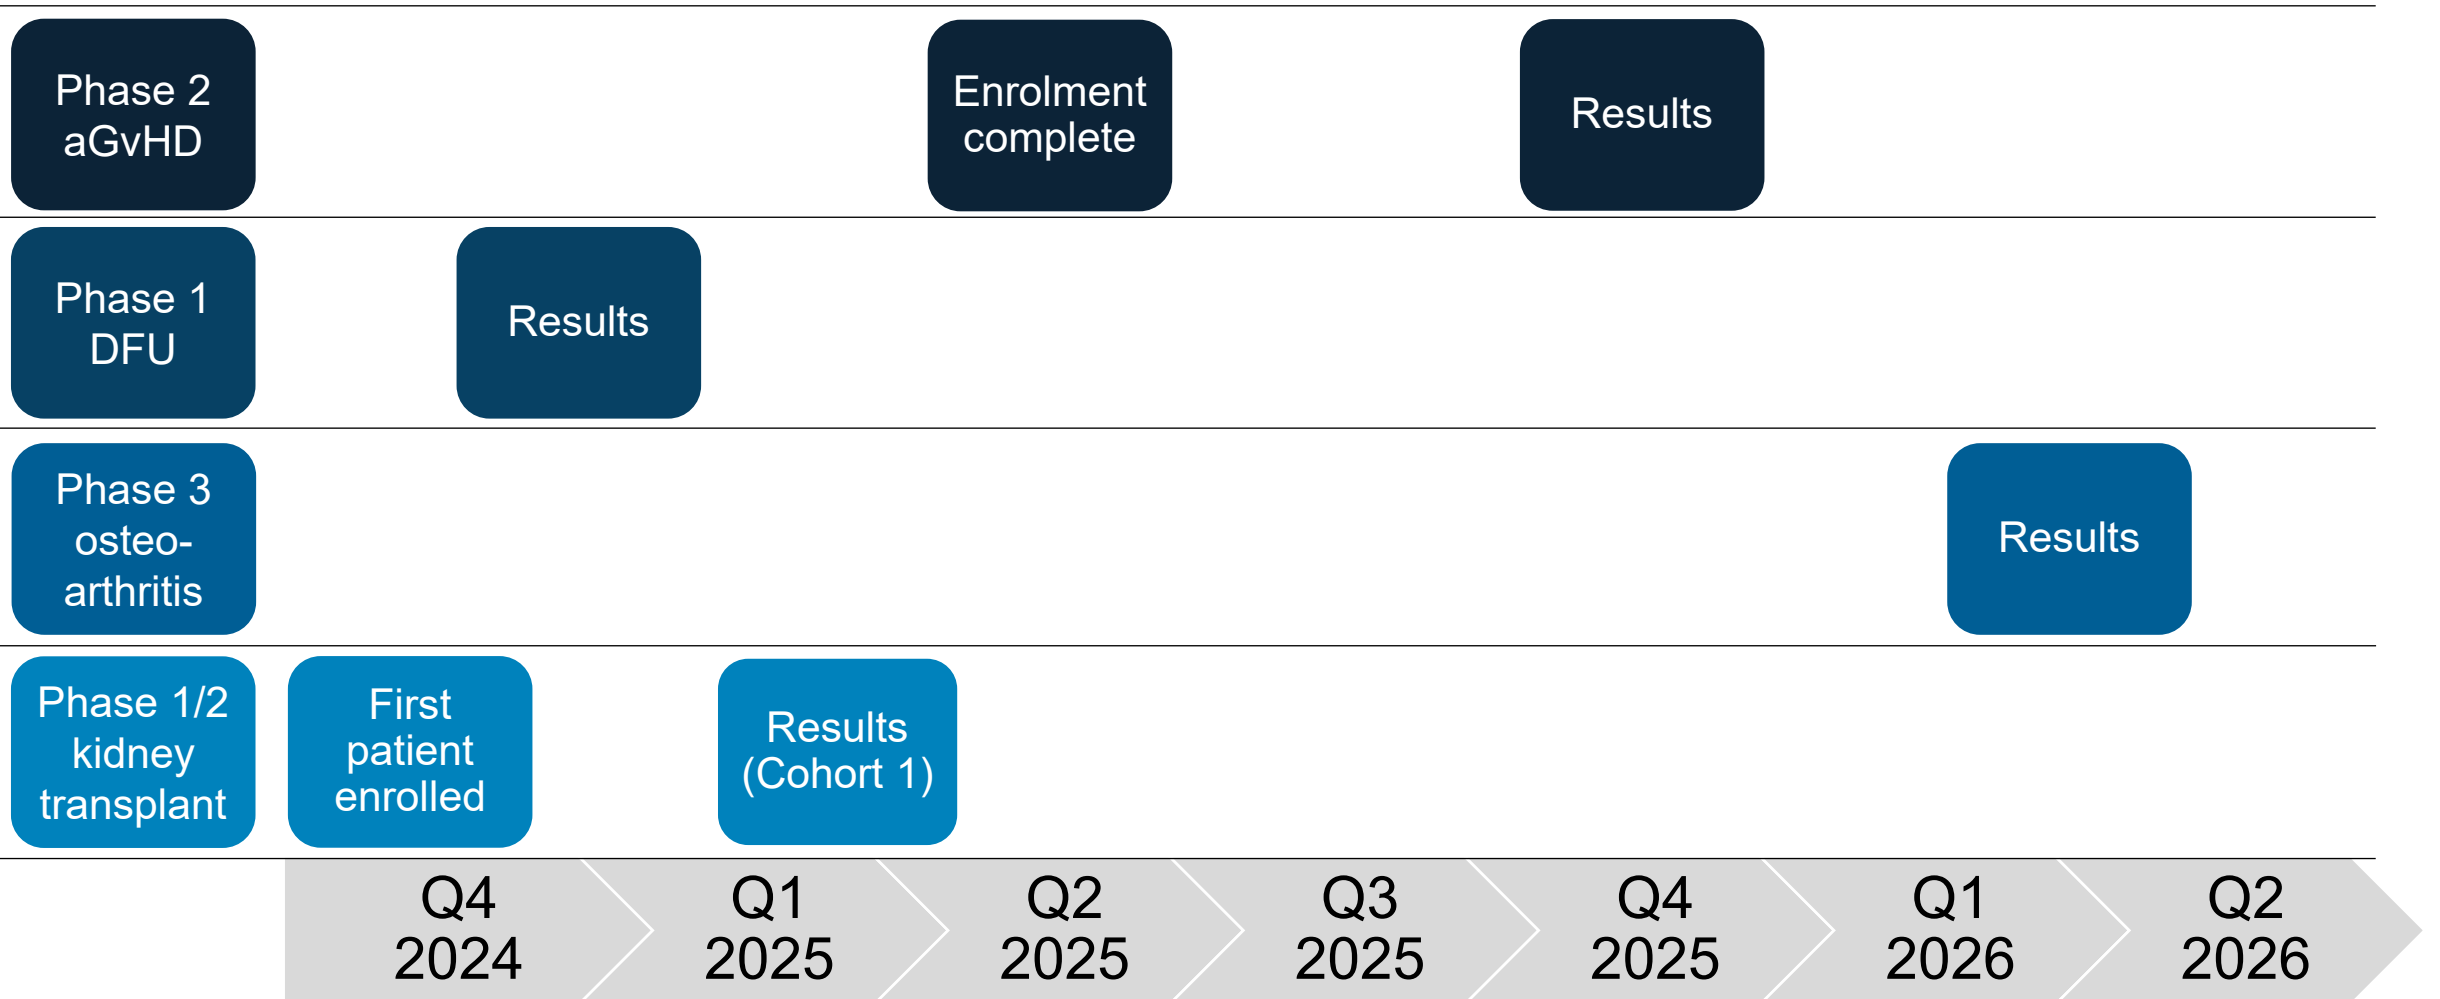 Phase 2
aGvHD
Enrolment
complete
Results
Phase 1
DFU
Results
Phase 3
osteo-
arthritis
Results
Phase 1/2
kidney
transplant
First
patient
enrolled
Results
(Cohort 1)
Q4
2024
Q1
2025
Q2
2025
Q3
2025
Q4
2025
Q1
2026
Q2
2026